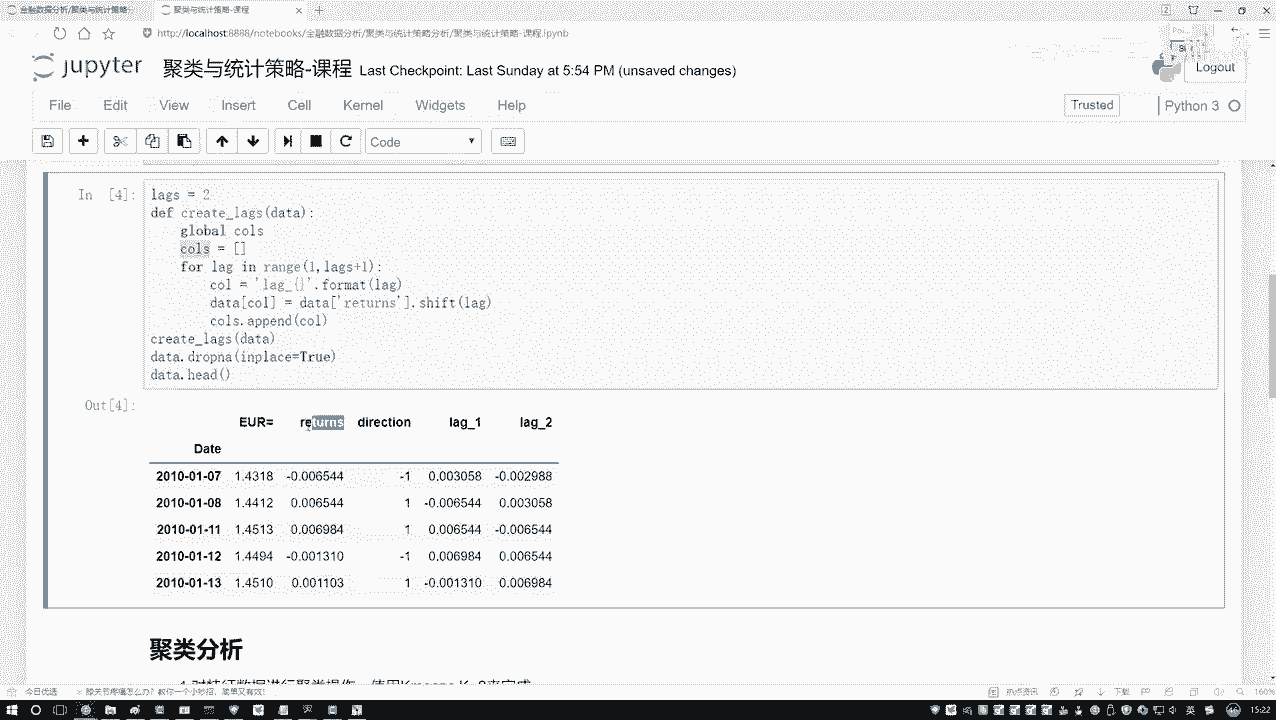 金融数据分析/聚类与统计策略
聚类与统计策略-课程
http://localhost:8888/notebooks/金融数据分析/聚类与统计策略分析/聚类与统计策略-课程.ipynb
jupyter 聚类与统计策略-课程 Last Checkpoint: Last Sunday at 5:54 PM (unsaved changes)
Logout
File Edit View Insert Cell Kernel Widgets Help
Trusted Python 3
Code
In [4]:
lags = 2
def create_lags(data):
global cols
cols = []
for lag in range(1,lags+1):
col = 'lag_{}'.format(lag)
data[col] = data['returns'].shift(lag)
cols.append(col)
create_lags(data)
data.dropna(inplace=True)
data.head()
Out[4]:
EUR= returns direction lag_1 lag_2
Date
2010-01-07 1.4318 -0.006544 -1 0.003058 -0.002988
2010-01-08 1.4412 0.006544 1 -0.006544 0.003058
2010-01-11 1.4513 0.006984 1 0.006544 -0.006544
2010-01-12 1.4494 -0.001310 -1 0.006984 0.006544
2010-01-13 1.4510 0.001103 1 -0.001310 0.006984
聚类分析
今日优选 膝关节疼痛怎么办?教你一个小妙招,简单又有效!
热点资讯 下载 160%
英 15:22